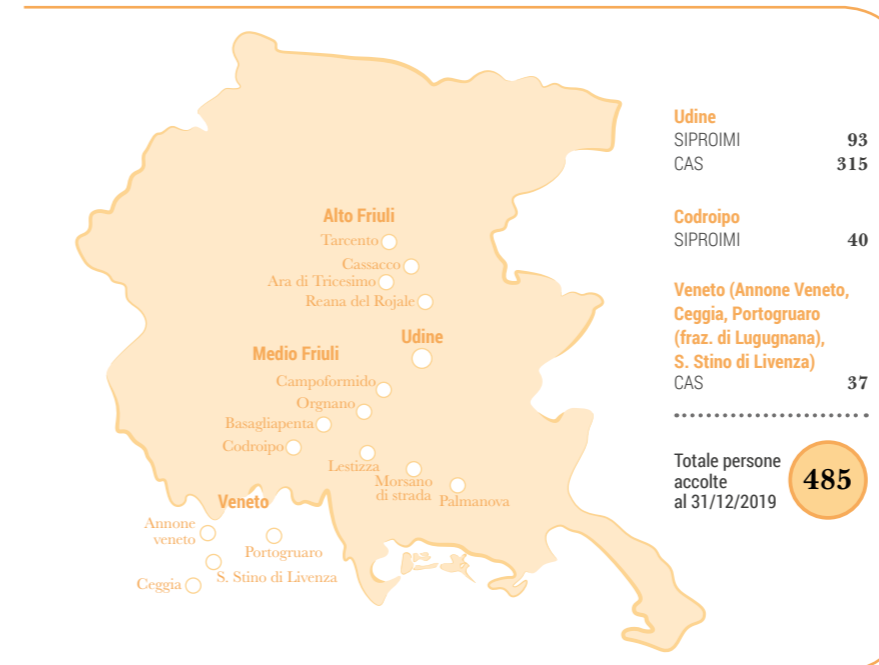 Alto Friuli
Tarcento
Cassacco
Ara di Tricesimo
Reana del Rojale
Udine
Medio Friuli
Campoformido
Orgnano
Basagliapenta
Codroipo
Lestizza
Morsano
di strada
Palmanova
Veneto
Annone
veneto
Portogruaro
S. Stino di Livenza
Ceggia
Udine
SIPROIMI 93
CAS 315
Codroipo
SIPROIMI 40
Veneto (Annone Veneto,
Ceggia, Portogruaro
(fraz. di Lugugnana),
S. Stino di Livenza)
CAS 37
Totale persone
accolte
al 31/12/2019
485